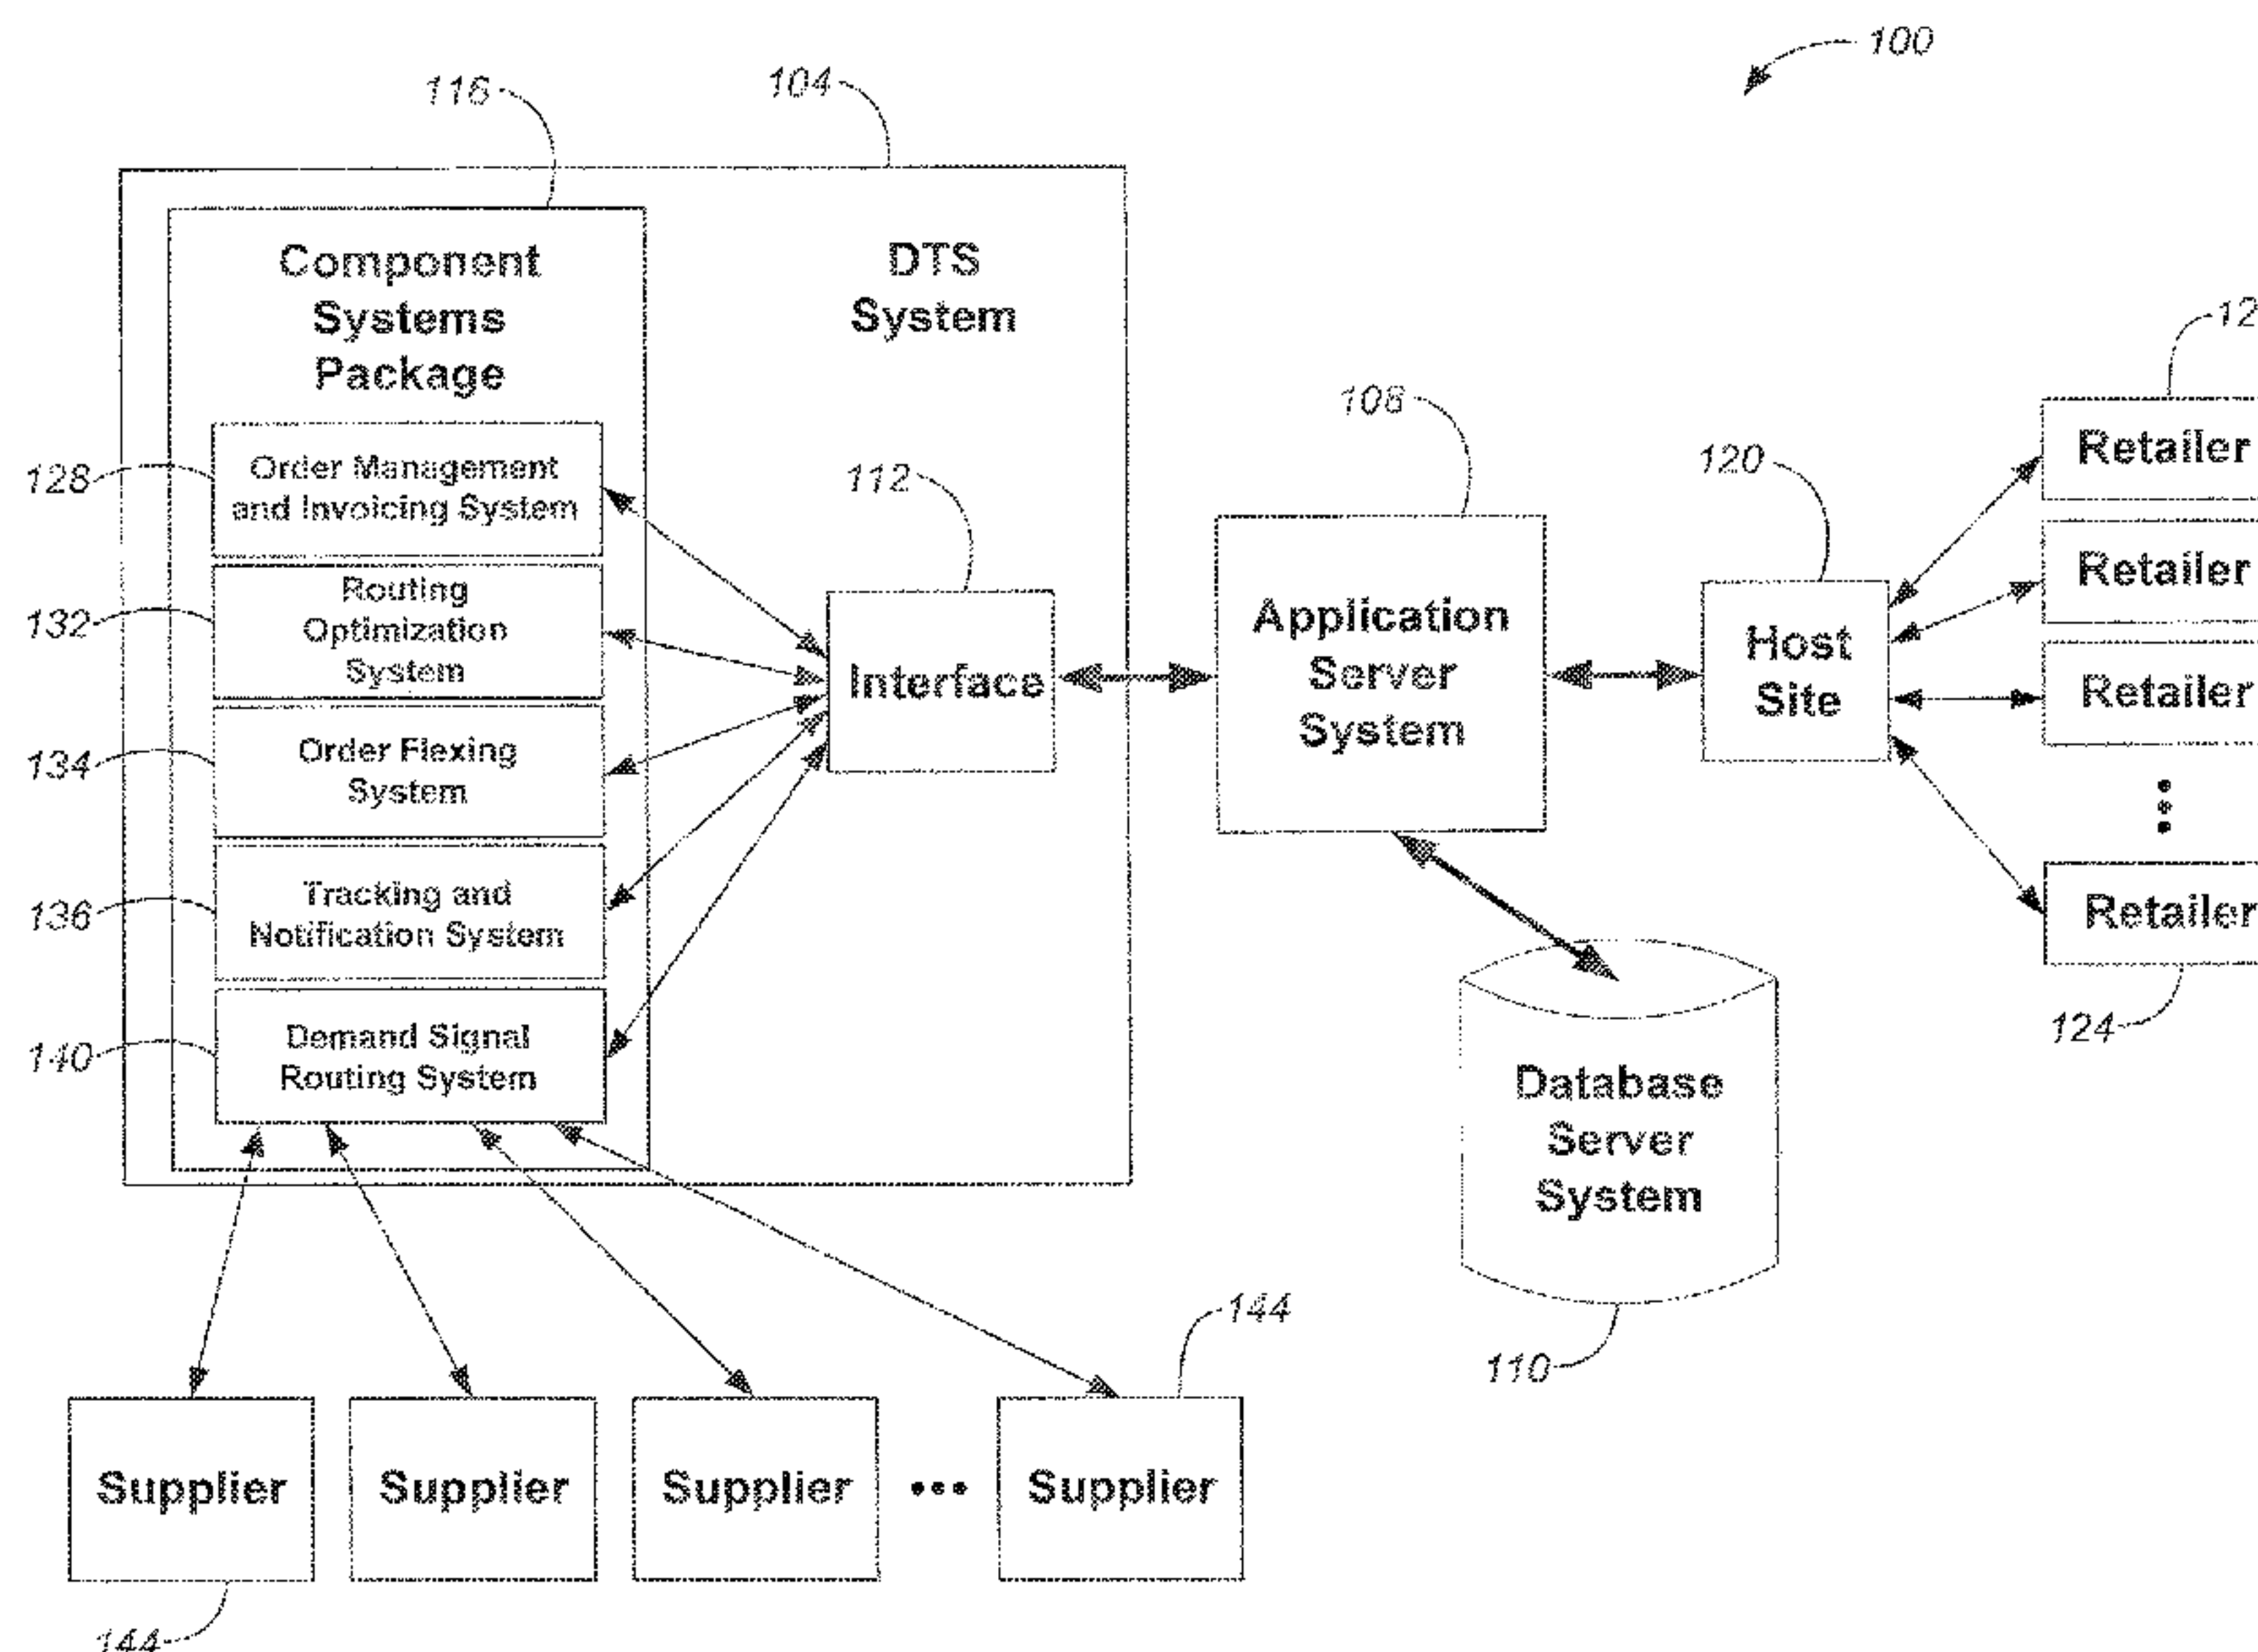 100
116
104
Component
Systems
Package
DTS
System
12
108
Retailer
128
Order Management
and Invoicing System
112
120
Retailer
132
Routing
Optimization
System
Interface
Application
Server
System
Host
Site
Retailer
134
Order Flexing
System
136
Tracking and
Notification System
Retailer
124
140
Demand Signal
Routing System
Database
Server
System
110
144
Supplier
Supplier
Supplier
...
Supplier
144